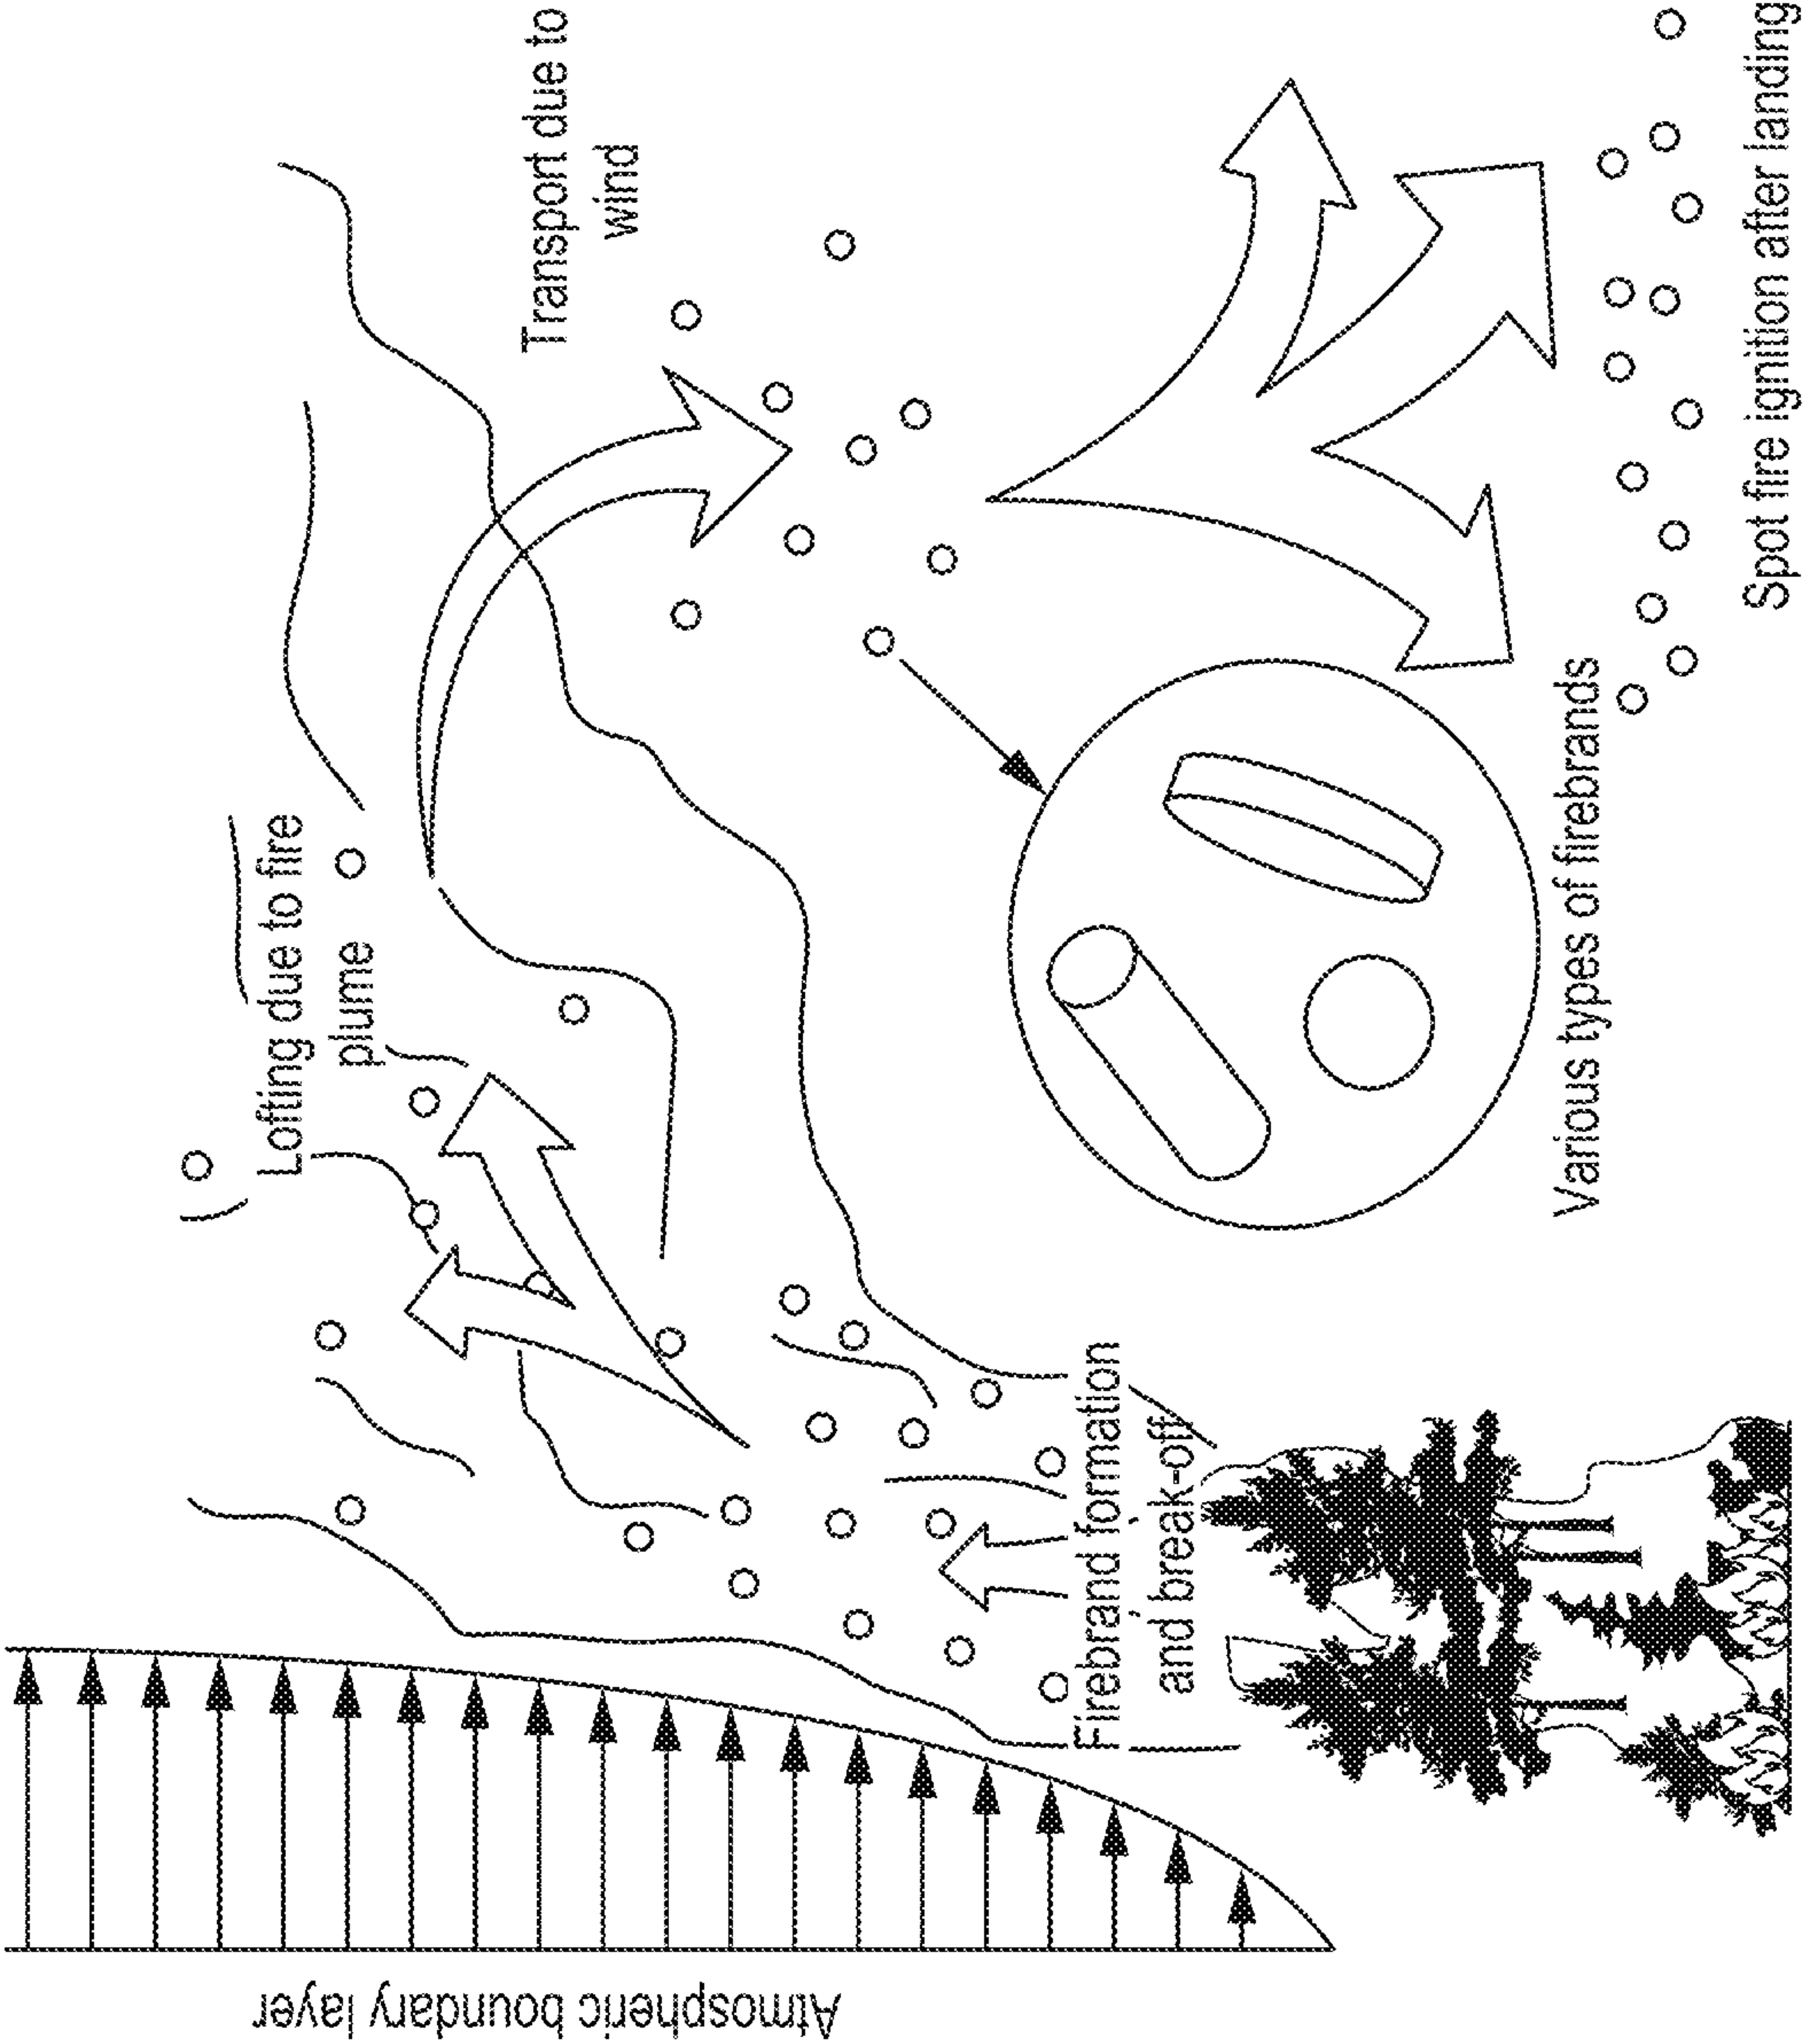 Atmospheric boundary layer
Lofting due to fire
plume
Transport due to
wind
Firebrand formation
and break-off
Various types of firebrands
Spot fire ignition after landing